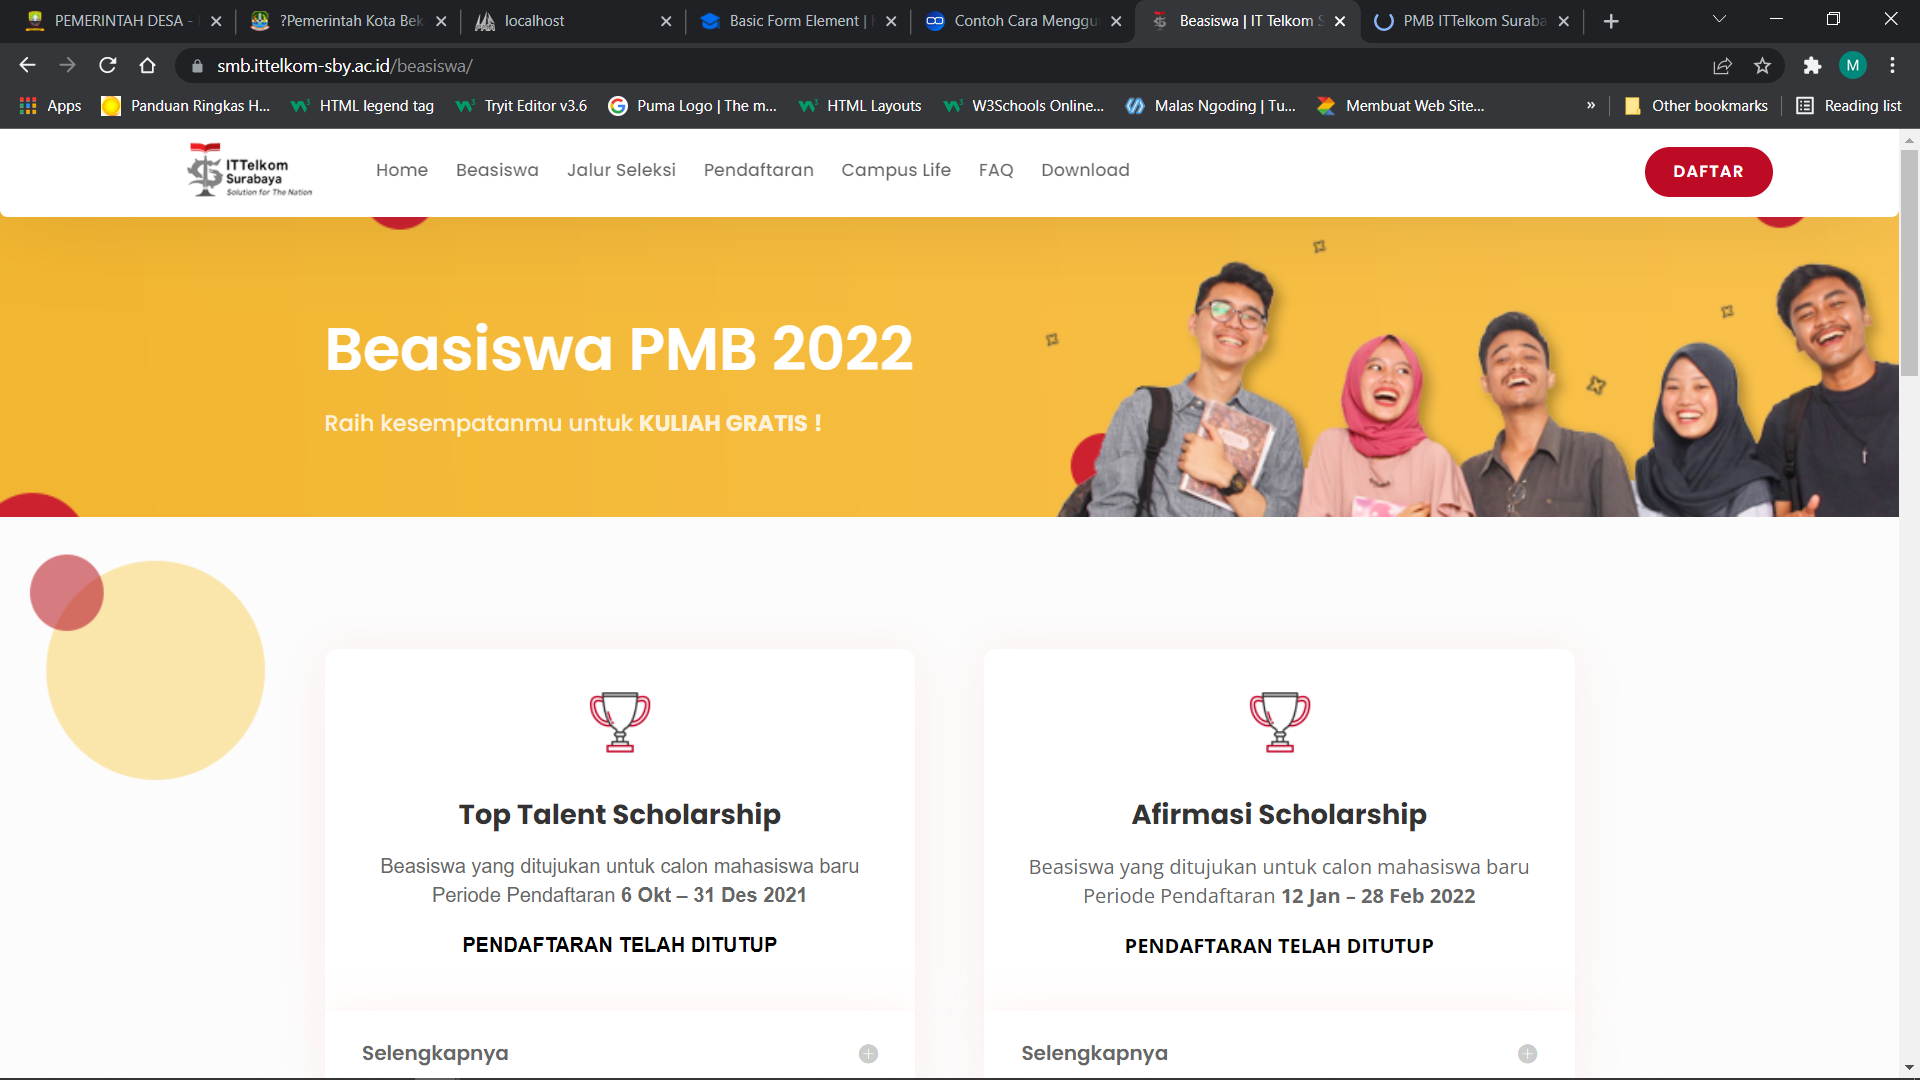 PEMERINTAH DESA -
?Pemerintah Kota Bek
localhost
Basic Form Element |
Contoh Cara Menggu
Beasiswa | IT Telkom S
PMB ITTelkom Suraba
smb.ittelkom-sby.ac.id/beasiswa/
M
Apps
Panduan Ringkas H...
HTML legend tag
Tryit Editor v3.6
Puma Logo | The m...
HTML Layouts
W3Schools Online...
Malas Ngoding | Tu...
Membuat Web Site...
»
Other bookmarks
Reading list
ITTelkom
Surabaya
Solution for The Nation
Home
Beasiswa
Jalur Seleksi
Pendaftaran
Campus Life
FAQ
Download
DAFTAR
Beasiswa PMB 2022
Raih kesempatanmu untuk KULIAH GRATIS !
Top Talent Scholarship
Beasiswa yang ditujukan untuk calon mahasiswa baru
Periode Pendaftaran 6 Okt – 31 Des 2021
PENDAFTARAN TELAH DITUTUP
Selengkapnya
Afirmasi Scholarship
Beasiswa yang ditujukan untuk calon mahasiswa baru
Periode Pendaftaran 12 Jan – 28 Feb 2022
PENDAFTARAN TELAH DITUTUP
Selengkapnya